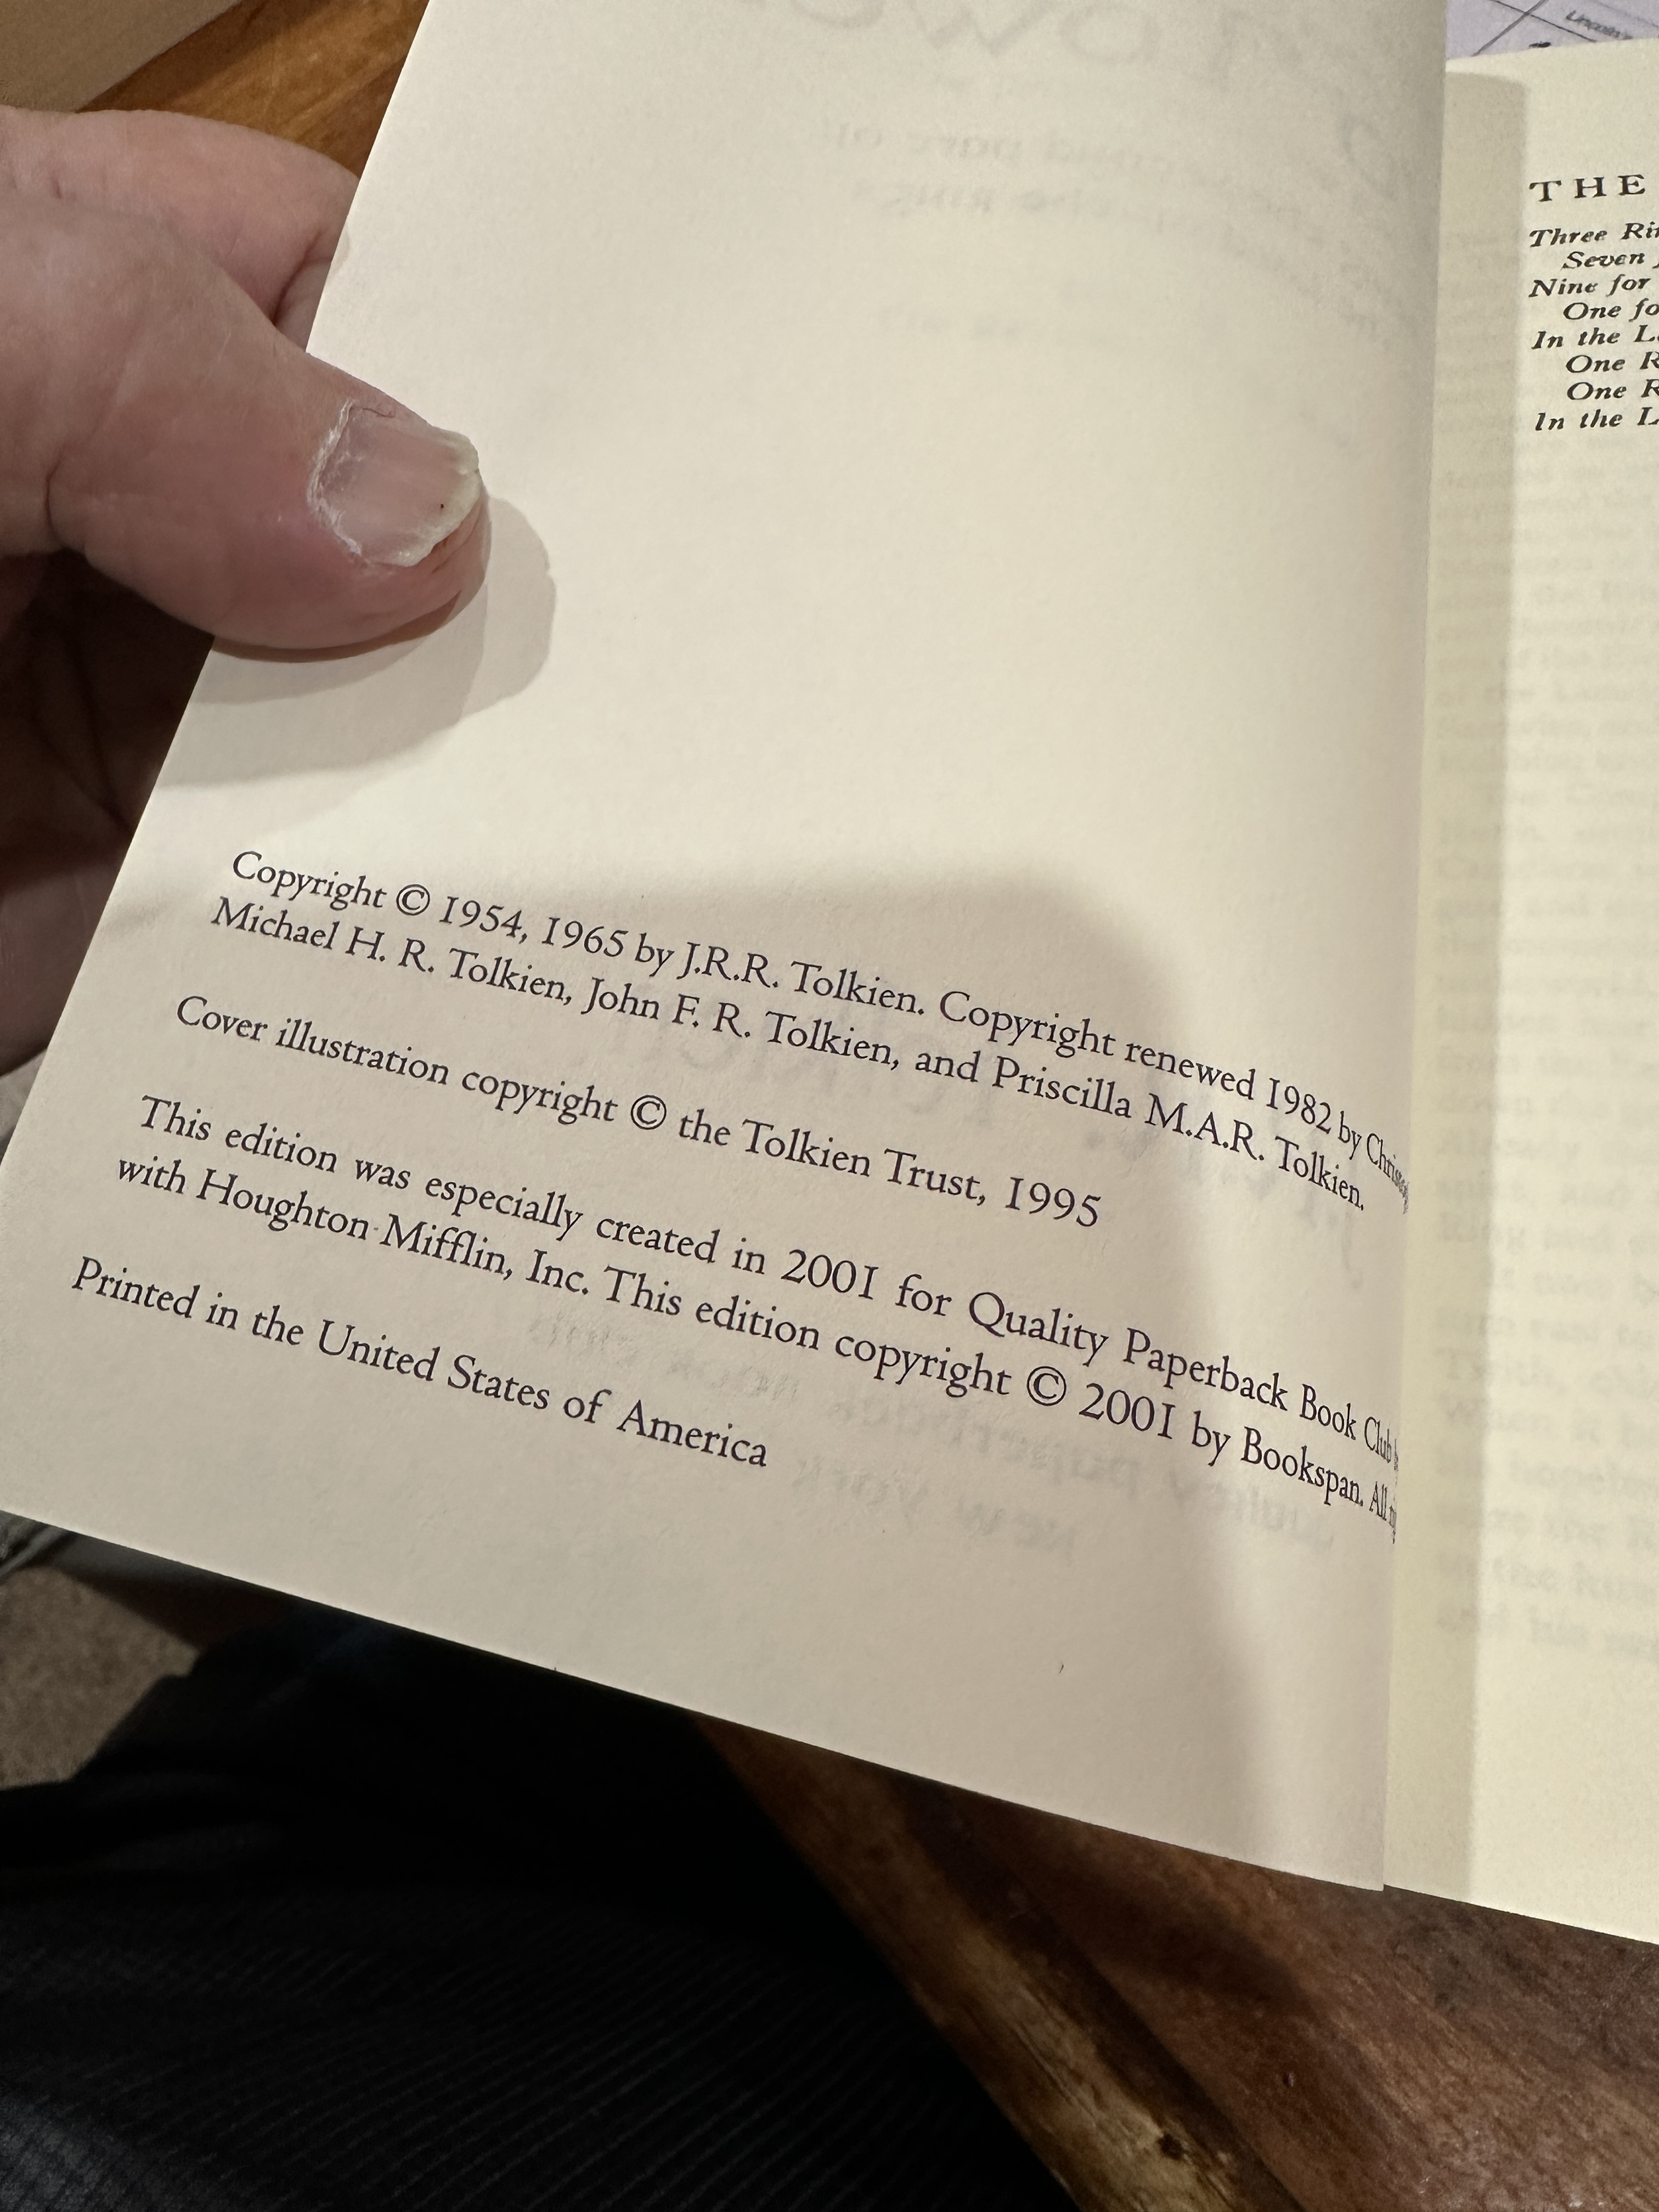 Copyright © 1954, 1965 by J.R.R. Tolkien. Copyright renewed 1982 by
Michael H. R. Tolkien, John F. R. Tolkien, and Priscilla M.A.R. Tolkien.
Cover illustration copyright © the Tolkien Trust, 1995
This edition was especially created in 2001 for Quality Paperback Book Club
with Houghton Mifflin, Inc. This edition copyright © 2001 by Bookspan. All
Printed in the United States of America
THE
Three
Seven
Nine for
One
In the
One
One
In the